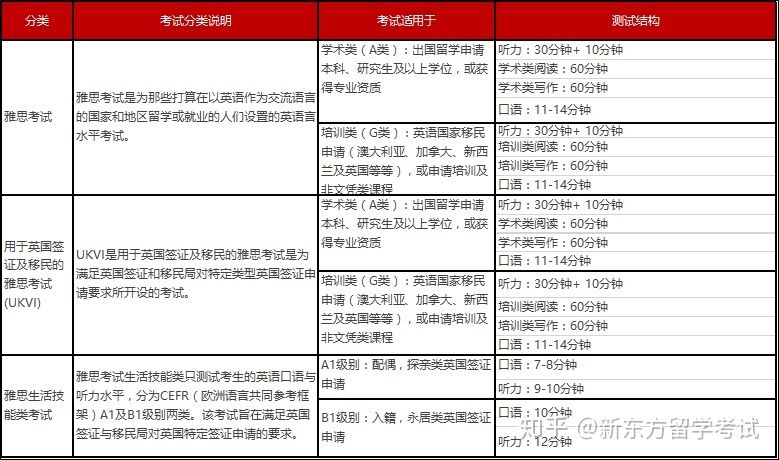 分类 考试分类说明 考试适用于 测试结构
雅思考试
雅思考试是为那些打算在以英语作为交流语言
的国家和地区留学或就业的人们设置的英语言
水平考试。
学术类（A类）：出国留学申请
本科、研究生及以上学位，或获
得专业资质
听力：30分钟+ 10分钟
学术类阅读：60分钟
学术类写作：60分钟
口语：11-14分钟
培训类（G类）：英语国家移民
申请（澳大利亚、加拿大、新西
兰及英国等等），或申请培训及
非文凭类课程
听力：30分钟+ 10分钟
培训类阅读：60分钟
培训类写作：60分钟
口语：11-14分钟
用于英国签
证及移民的
雅思考试
(UKVI)
UKVI是用于英国签证及移民的雅思考试是为
满足英国签证和移民局对特定类型英国签证申
请要求所开设的考试。
学术类（A类）：出国留学申请
本科、研究生及以上学位，或获
得专业资质
听力：30分钟+ 10分钟
学术类阅读：60分钟
学术类写作：60分钟
口语：11-14分钟
培训类（G类）：英语国家移民
申请（澳大利亚、加拿大、新西
兰及英国等等），或申请培训及
非文凭类课程
听力：30分钟+ 10分钟
培训类阅读：60分钟
培训类写作：60分钟
口语：11-14分钟
雅思生活技
能类考试
雅思考试生活技能类只测试考生的英语口语与
听力水平，分为CEFR（欧洲语言共同参考框
架）A1及B1级别两类。该考试旨在满足英国
签证与移民局对英国特定签证申请的要求。
A1级别：配偶，探亲类英国签证
申请
口语：7-8分钟
听力：9-10分钟
B1级别：入籍，永居类英国签证
申请
口语：10分钟
听力：12分钟
知乎 @新东方留学考试